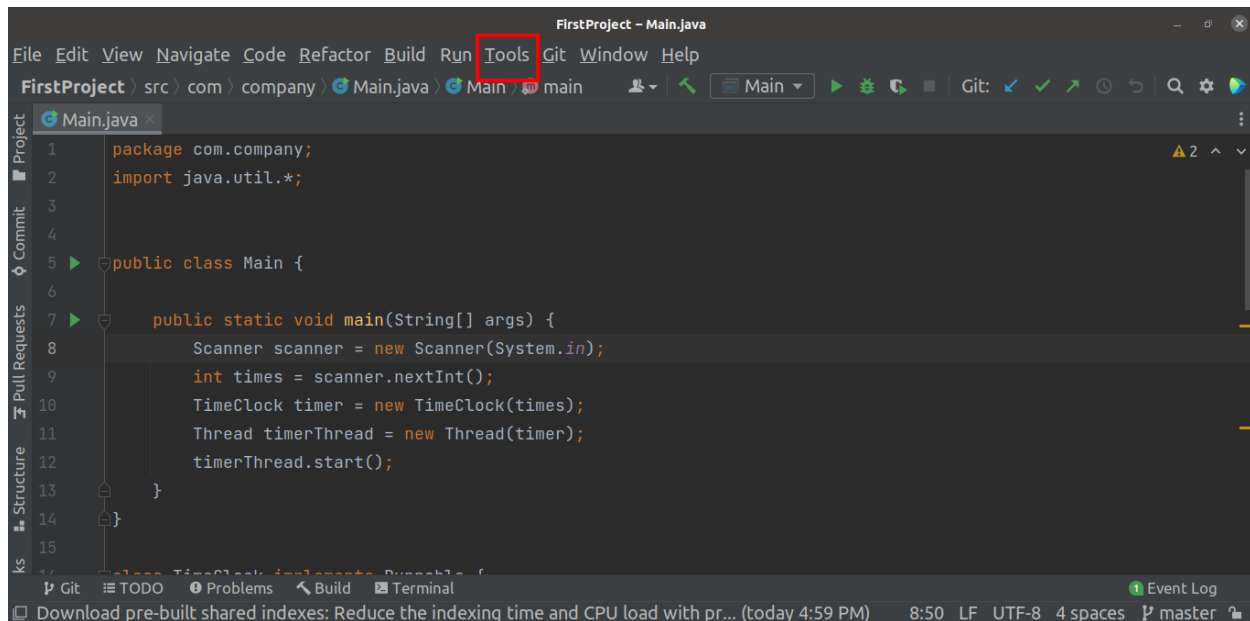 FirstProject – Main.java
File Edit View Navigate Code Refactor Build Run Tools Git Window Help
FirstProject src com company Main.java Main main Main Git:
Main.java
1 package com.company;
2 import java.util.*;
3
4
5 public class Main {
6
7 public static void main(String[] args) {
8 Scanner scanner = new Scanner(System.in);
9 int times = scanner.nextInt();
10 TimeClock timer = new TimeClock(times);
11 Thread timerThread = new Thread(timer);
12 timerThread.start();
13 }
14 }
15
class TimeClock implements Runnable {
2
Project
Commit
Pull Requests
Structure
Git TODO Problems Build Terminal 1 Event Log
Download pre-built shared indexes: Reduce the indexing time and CPU load with pr... (today 4:59 PM) 8:50 LF UTF-8 4 spaces master